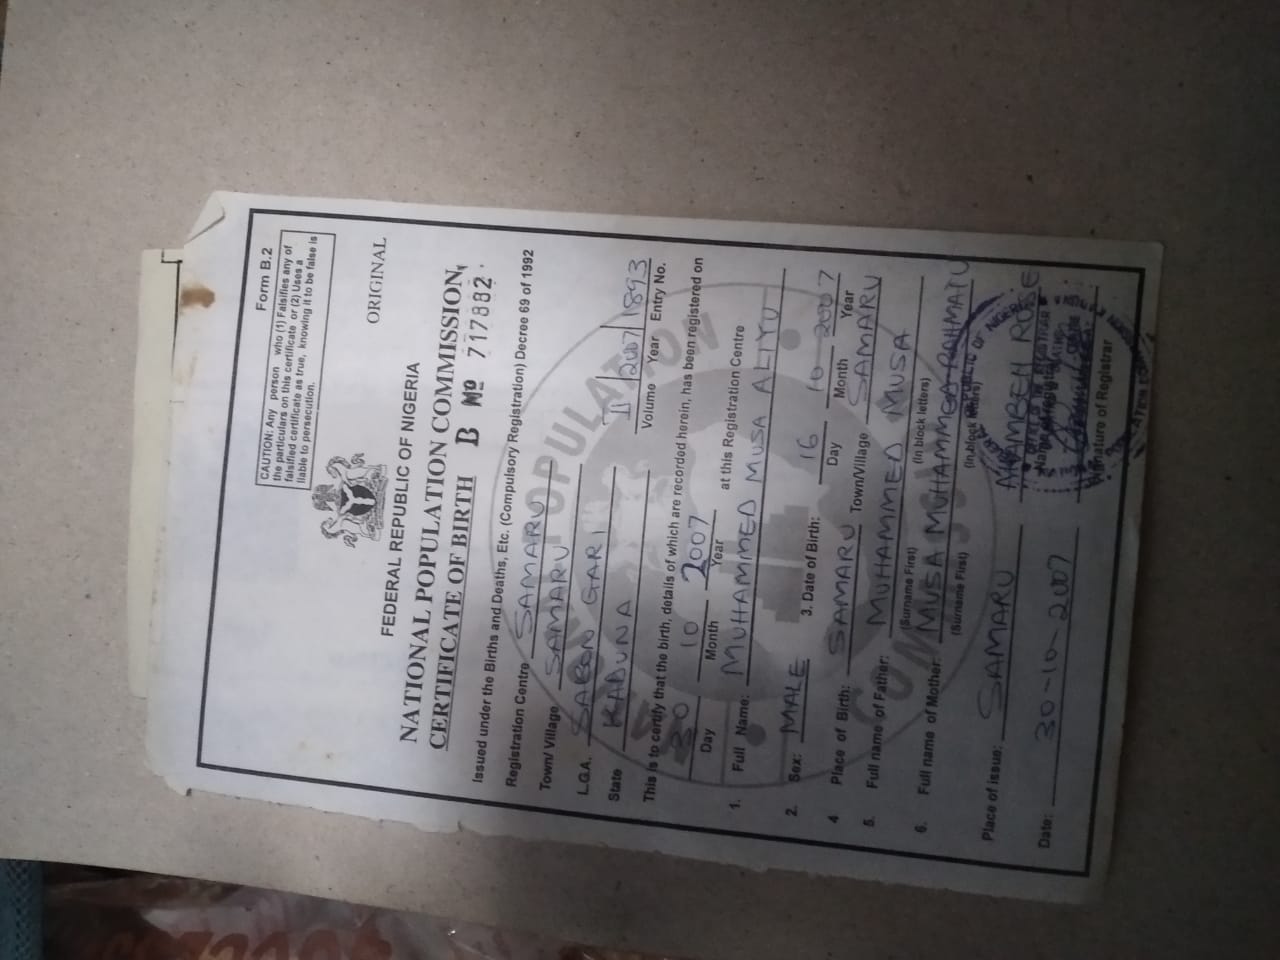 Form B.2
CAUTION: Any person who (1) Falsifies any of
the particulars on this certificate or (2) Uses a
falsified certificate as true, knowing it to be false is
liable to persecution.
ORIGINAL
FEDERAL REPUBLIC OF NIGERIA
NATIONAL POPULATION COMMISSION
CERTIFICATE OF BIRTH B No 717882
Issued under the Births and Deaths, Etc. (Compulsory Registration) Decree 69 of 1992
Registration Centre SAMARU
Town/ Village SAMARU
L.G.A. SABON GARI
State KADUNA
II 2007 1893
Volume Year Entry No.
This is to certify that the birth, details of which are recorded herein, has been registered on
30 10 2007 at this Registration Centre
Day Month Year
1. Full Name: MUHAMMED MUSA ALIYU
2. Sex: MALE 3. Date of Birth: 16 10 2007
Day Month Year
4 Place of Birth: SAMARU Town/Village SAMARU
5. Full name of Father: MUHAMMED MUSA
(Surname First) (In block letters)
6. Full name of Mother: MUSA MUHAMMED RAHMATU
(Surname First) (In block letters)
Place of issue: SAMARU ROSE
Date: 30-10-2007
Signature of Registrar
NATIONAL POPULATION COMMISSION